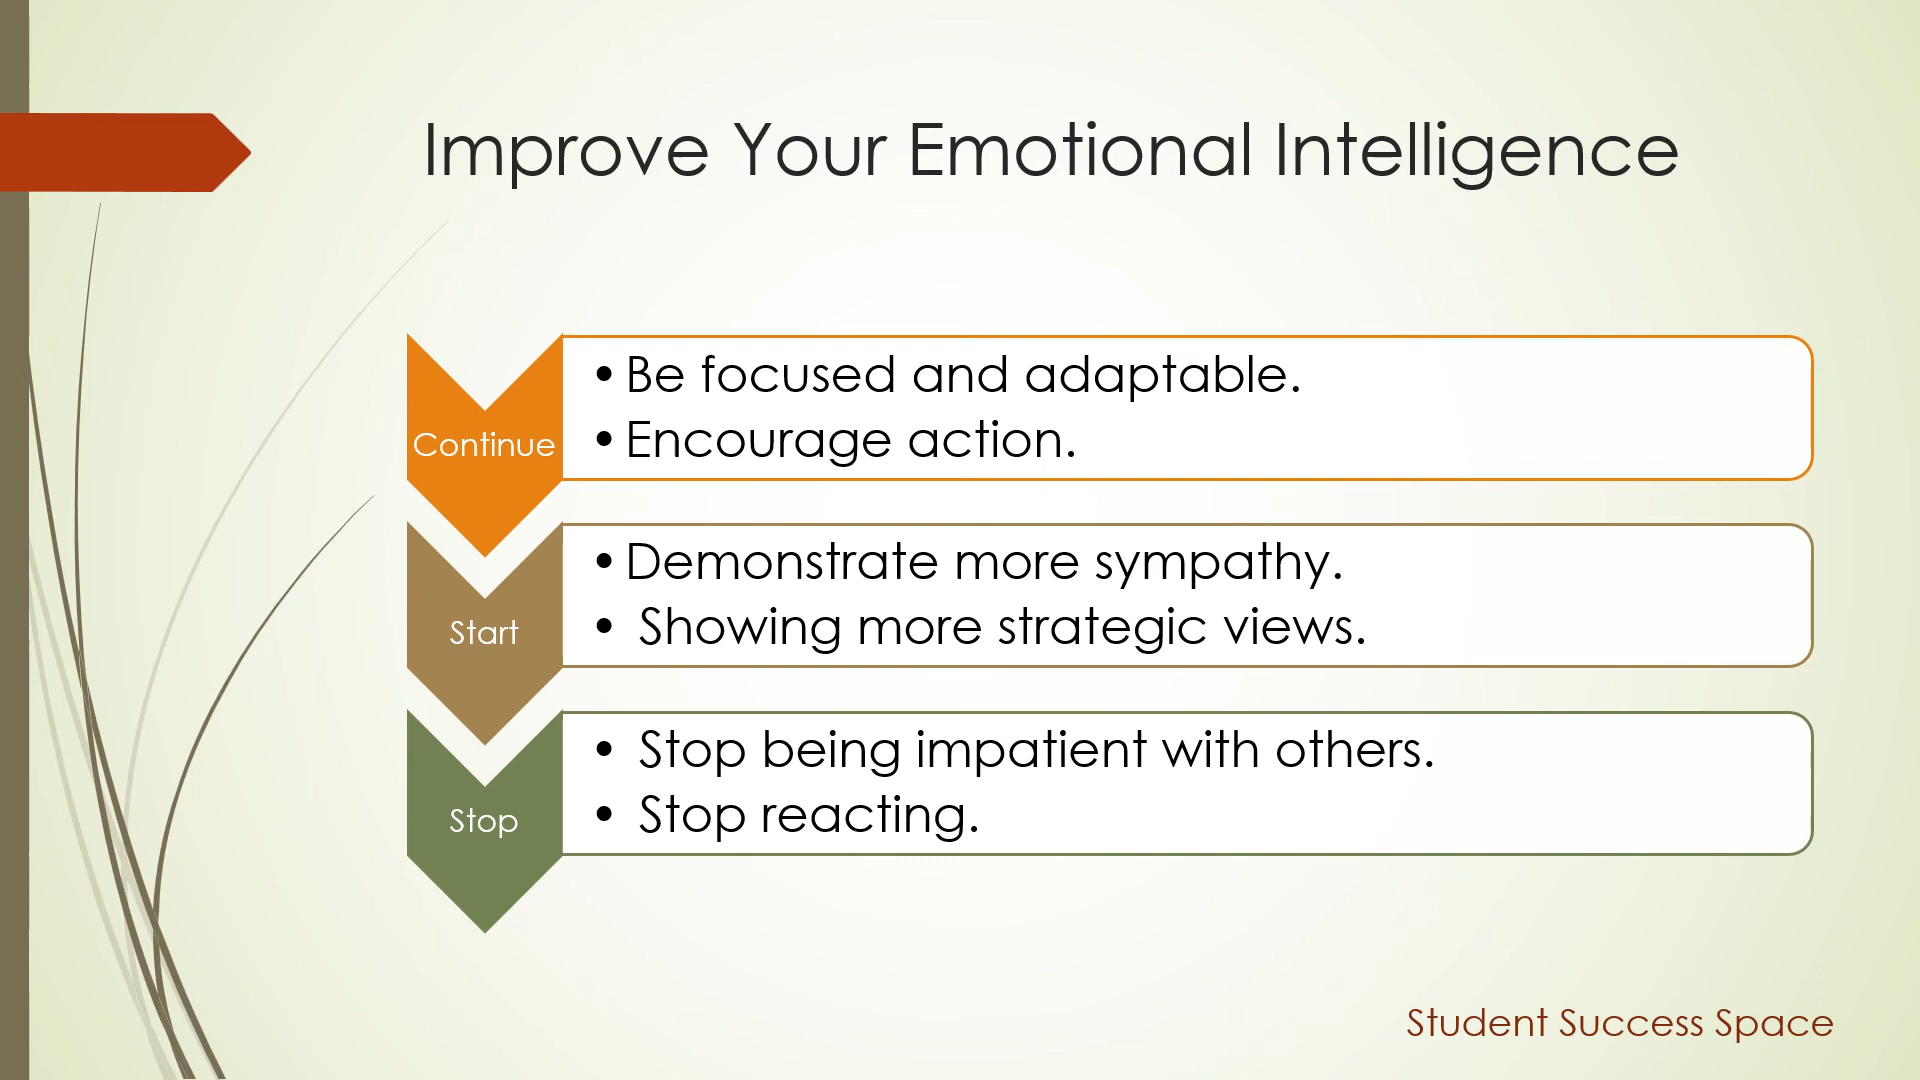 Improve Your Emotional Intelligence
Continue
• Be focused and adaptable.
• Encourage action.
Start
• Demonstrate more sympathy.
• Showing more strategic views.
Stop
• Stop being impatient with others.
• Stop reacting.
Student Success Space